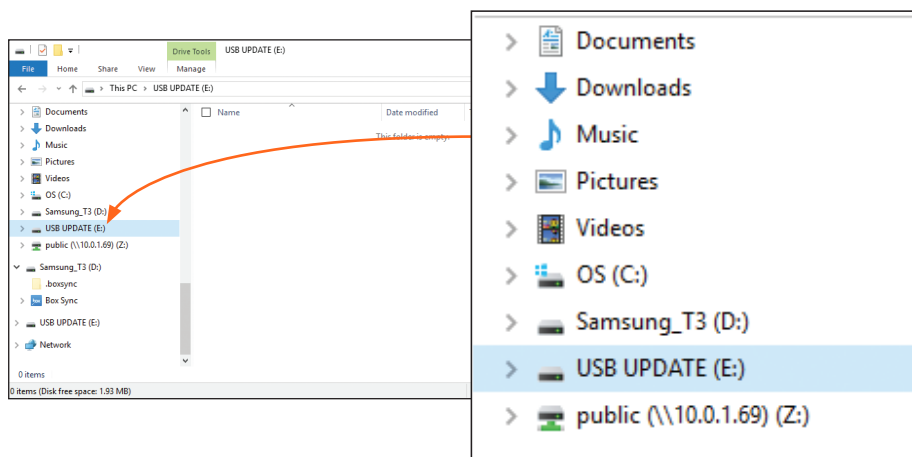 Drive Tools USB UPDATE (E:)
File Home Share View Manage
This PC > USB UPDATE (E:)
Name Date modified
This folder is empty.
Documents
Downloads
Music
Pictures
Videos
OS (C:)
Samsung_T3 (D:)
USB UPDATE (E:)
public (\\10.0.1.69) (Z:)
Samsung_T3 (D:)
.boxsync
Box Sync
USB UPDATE (E:)
Network
0 items
0 items (Disk free space: 1.93 MB)
Documents
Downloads
Music
Pictures
Videos
OS (C:)
Samsung_T3 (D:)
USB UPDATE (E:)
public (\\10.0.1.69) (Z:)